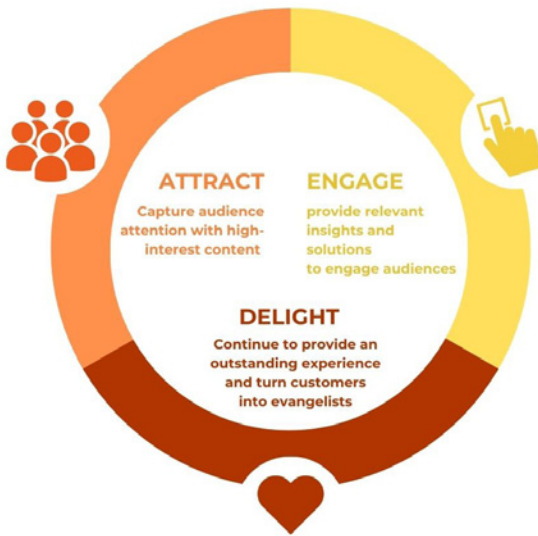 ATTRACT
Capture audience
attention with high-
interest content
ENGAGE
provide relevant
insights and
solutions
to engage audiences
DELIGHT
Continue to provide an
outstanding experience
and turn customers
into evangelists